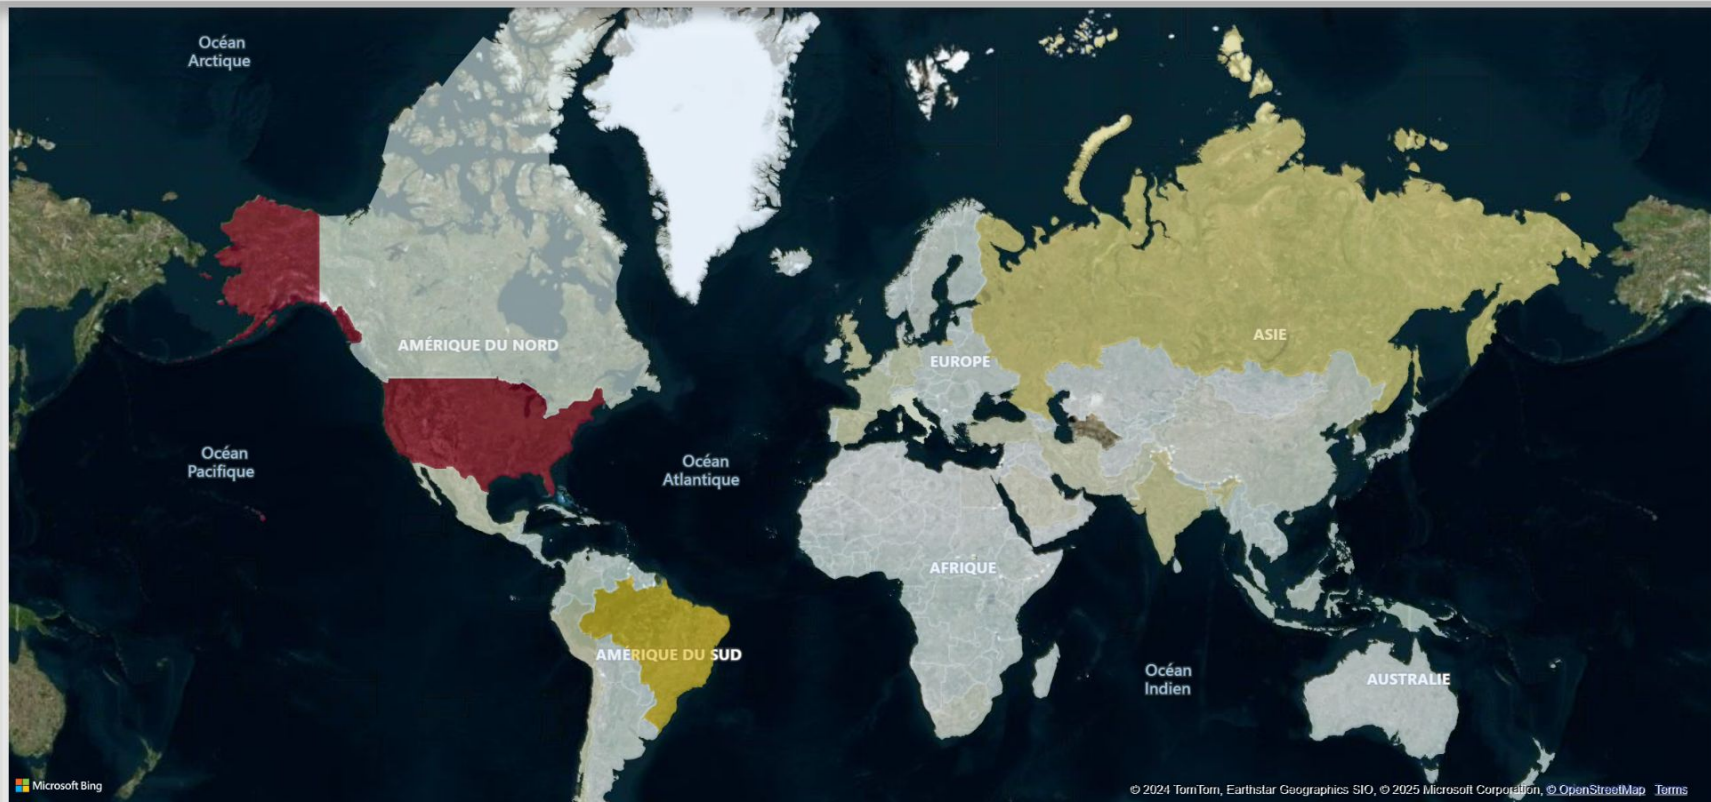 Océan
Arctique
AMÉRIQUE DU NORD
ASIE
EUROPE
Océan
Pacifique
Océan
Atlantique
AFRIQUE
AMÉRIQUE DU SUD
Océan
Indien
AUSTRALIE
Microsoft Bing
© 2024 TomTom, Earthstar Geographics SIO, © 2025 Microsoft Corporation, © OpenStreetMap Terms